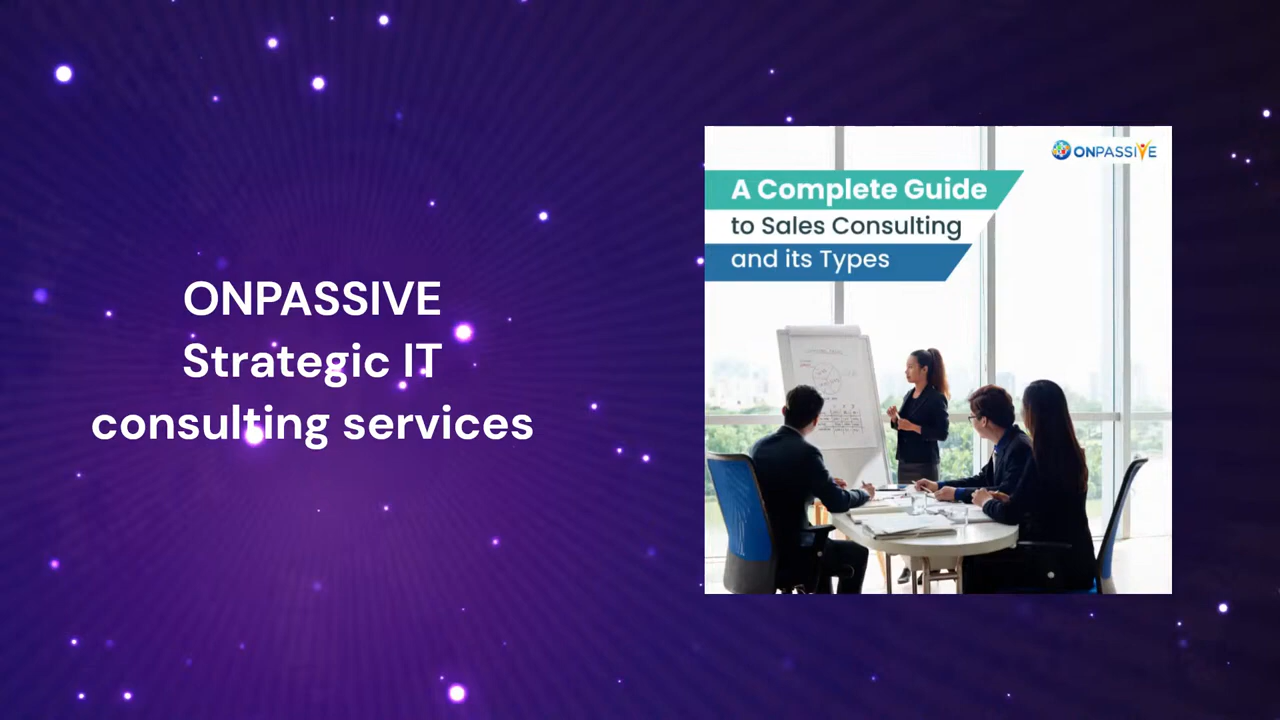 ONPASSIVE
Strategic IT
consulting services
ONPASSIVE
A Complete Guide
to Sales Consulting
and its Types